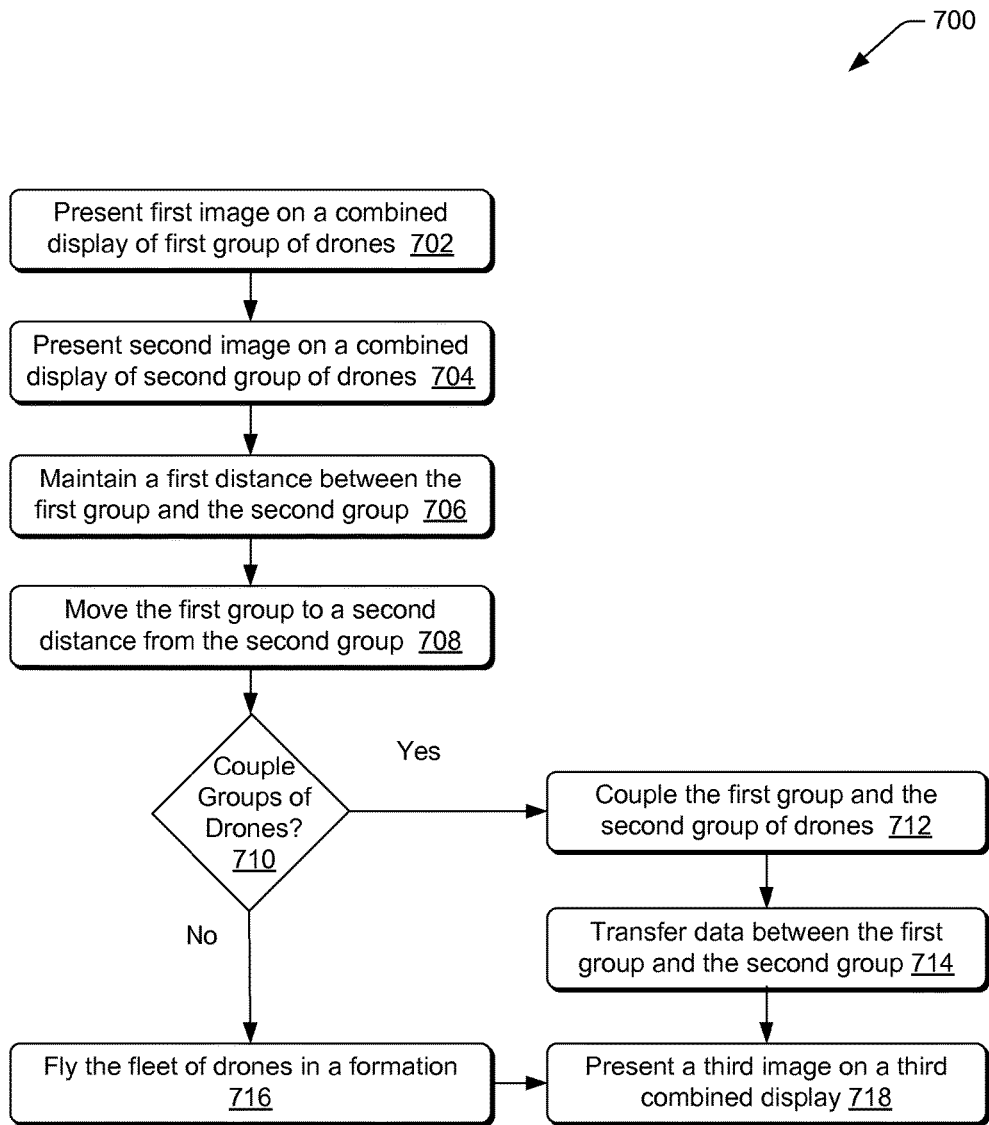 700
Present first image on a combined
display of first group of drones 702
Present second image on a combined
display of second group of drones 704
Maintain a first distance between the
first group and the second group 706
Move the first group to a second
distance from the second group 708
Couple
Groups of
Drones?
710
Yes
No
Couple the first group and the
second group of drones 712
Transfer data between the first
group and the second group 714
Fly the fleet of drones in a formation
716
Present a third image on a third
combined display 718